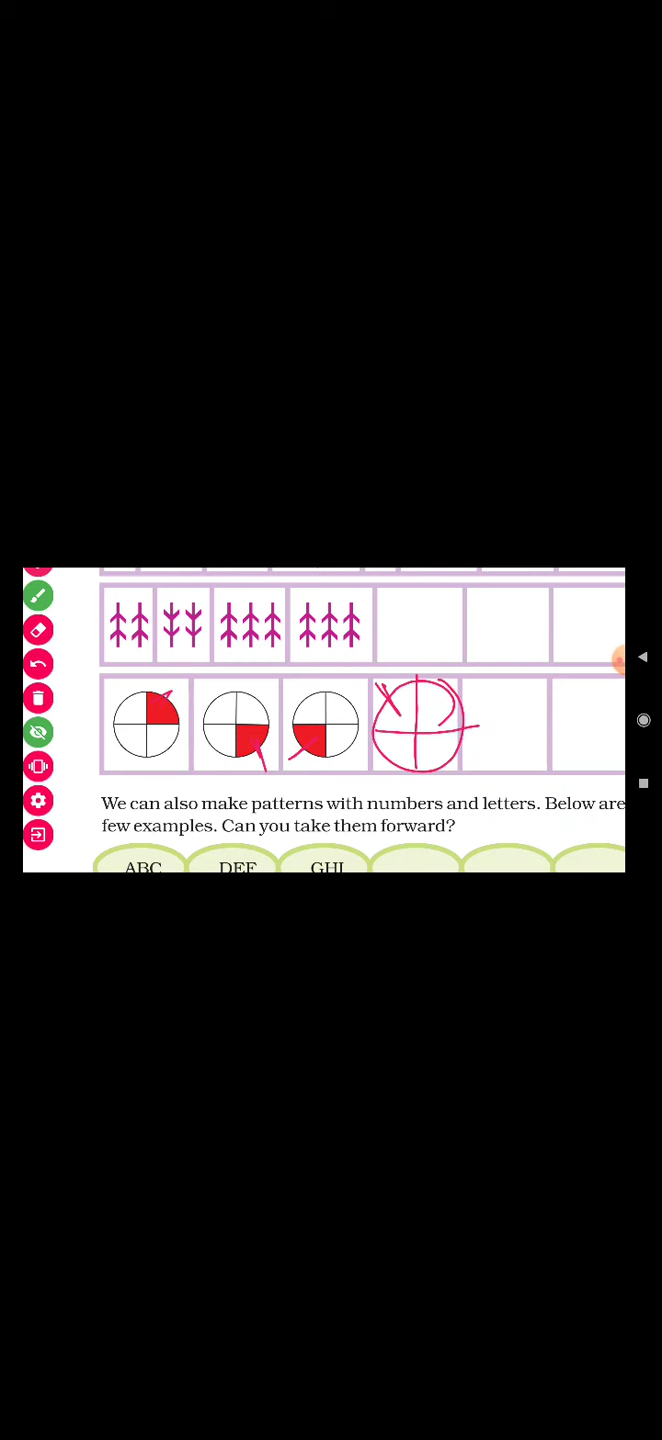 We can also make patterns with numbers and letters. Below are
few examples. Can you take them forward?
ABC DEF GHI